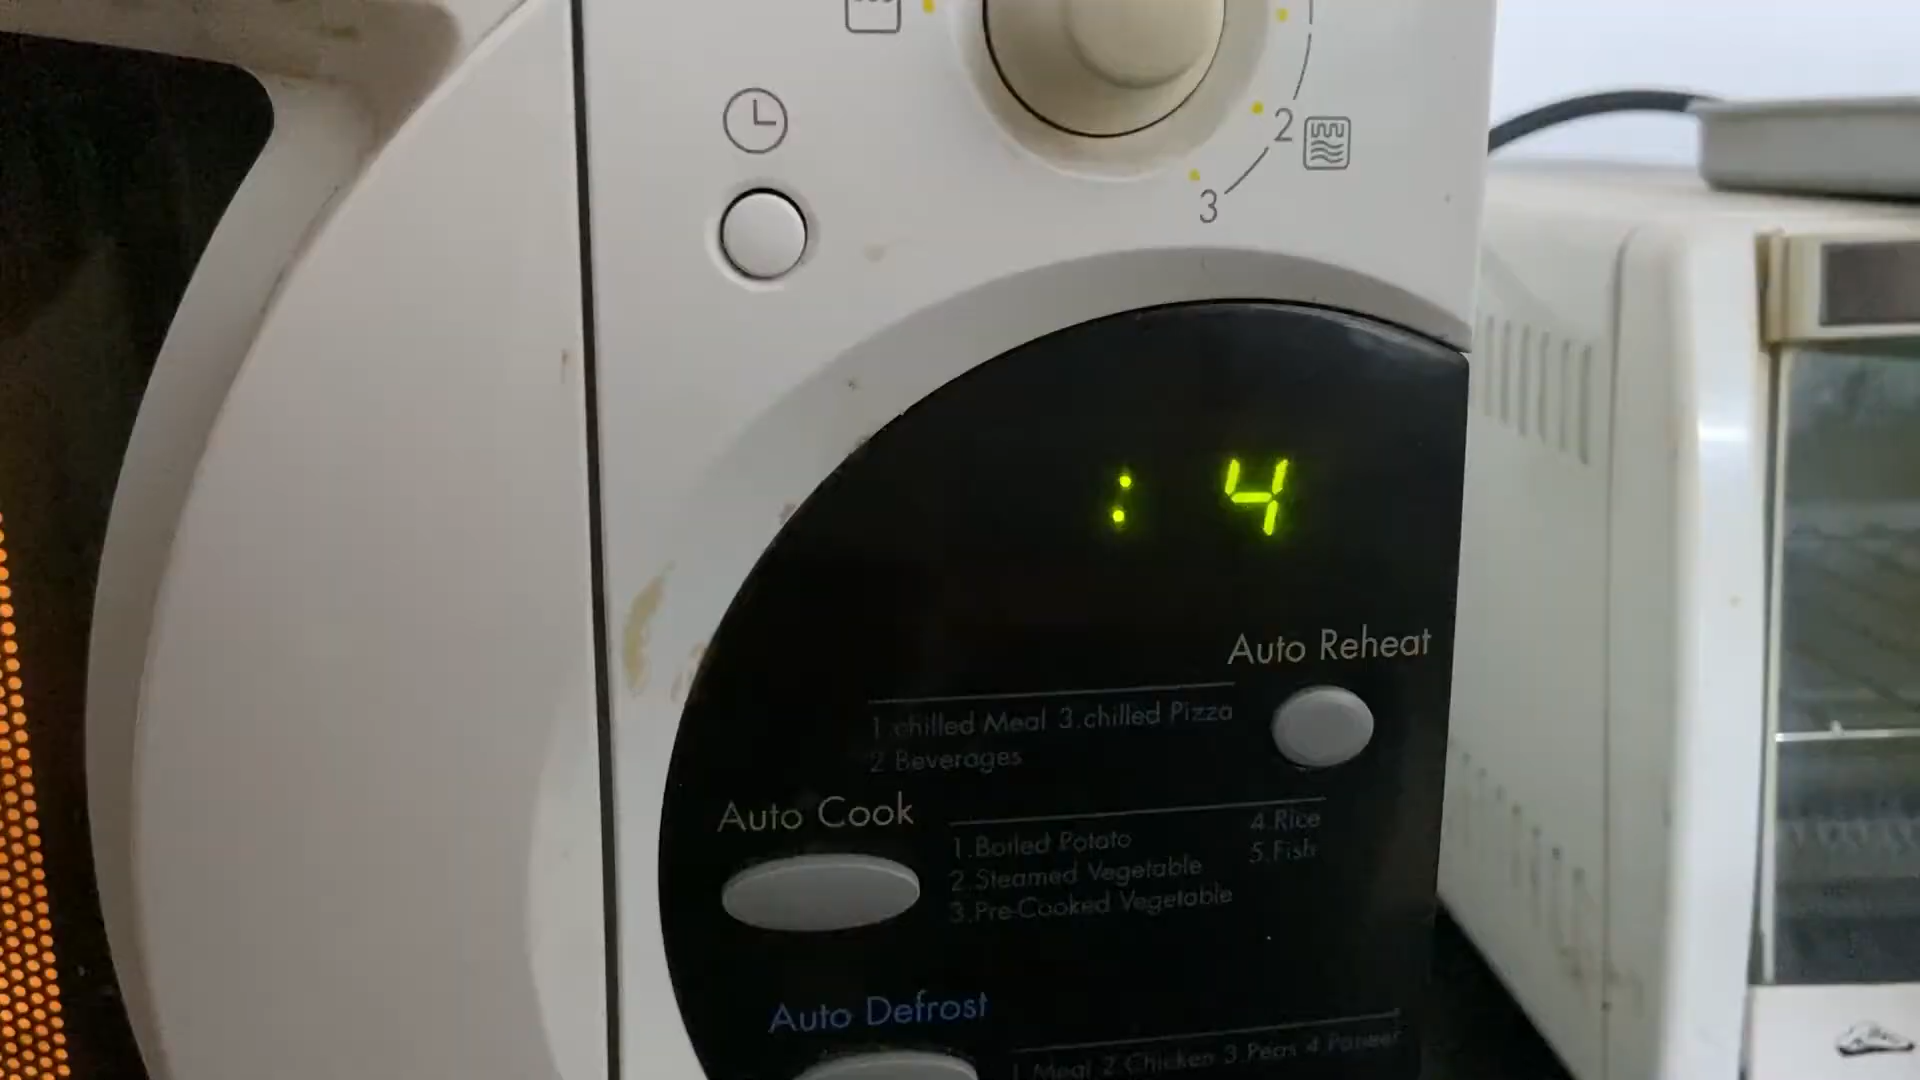 2
3
: 4
Auto Reheat
1.chilled Meal 3.chilled Pizza
2.Beverages
Auto Cook
1.Boiled Potato 4.Rice
2.Steamed Vegetable 5.Fish
3.Pre-Cooked Vegetable
Auto Defrost
1.Meat 2.Chicken 3.Peas 4.Paneer